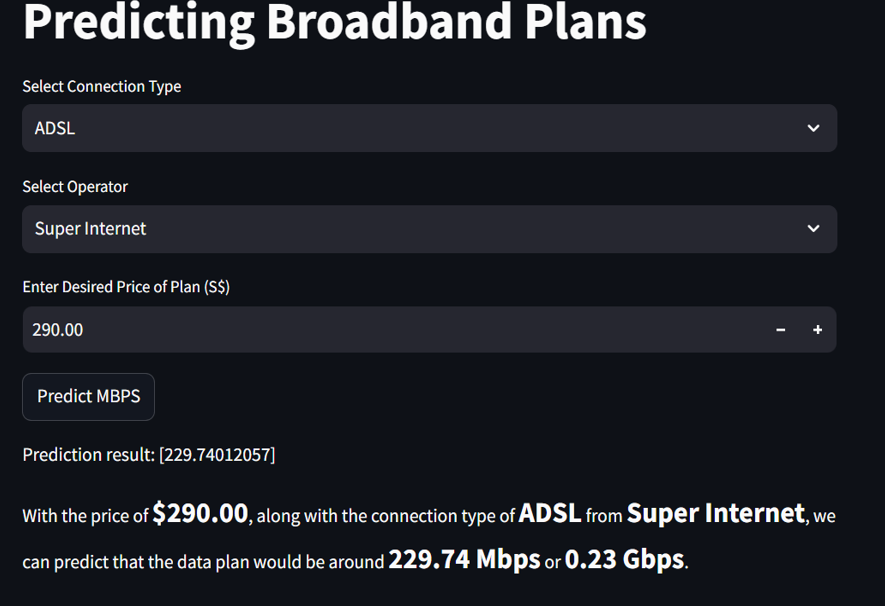 Predicting Broadband Plans
Select Connection Type
ADSL
Select Operator
Super Internet
Enter Desired Price of Plan (S$)
290.00
Predict MBPS
Prediction result: [229.74012057]
With the price of $290.00, along with the connection type of ADSL from Super Internet, we
can predict that the data plan would be around 229.74 Mbps or 0.23 Gbps.